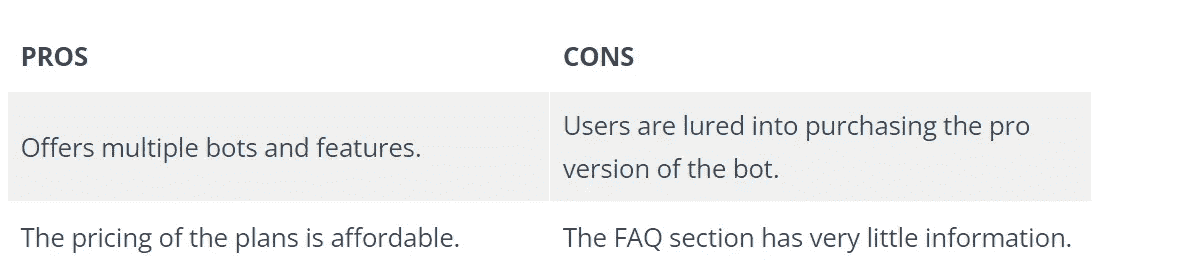 PROS
CONS
Offers multiple bots and features.
Users are lured into purchasing the pro
version of the bot.
The pricing of the plans is affordable.
The FAQ section has very little information.